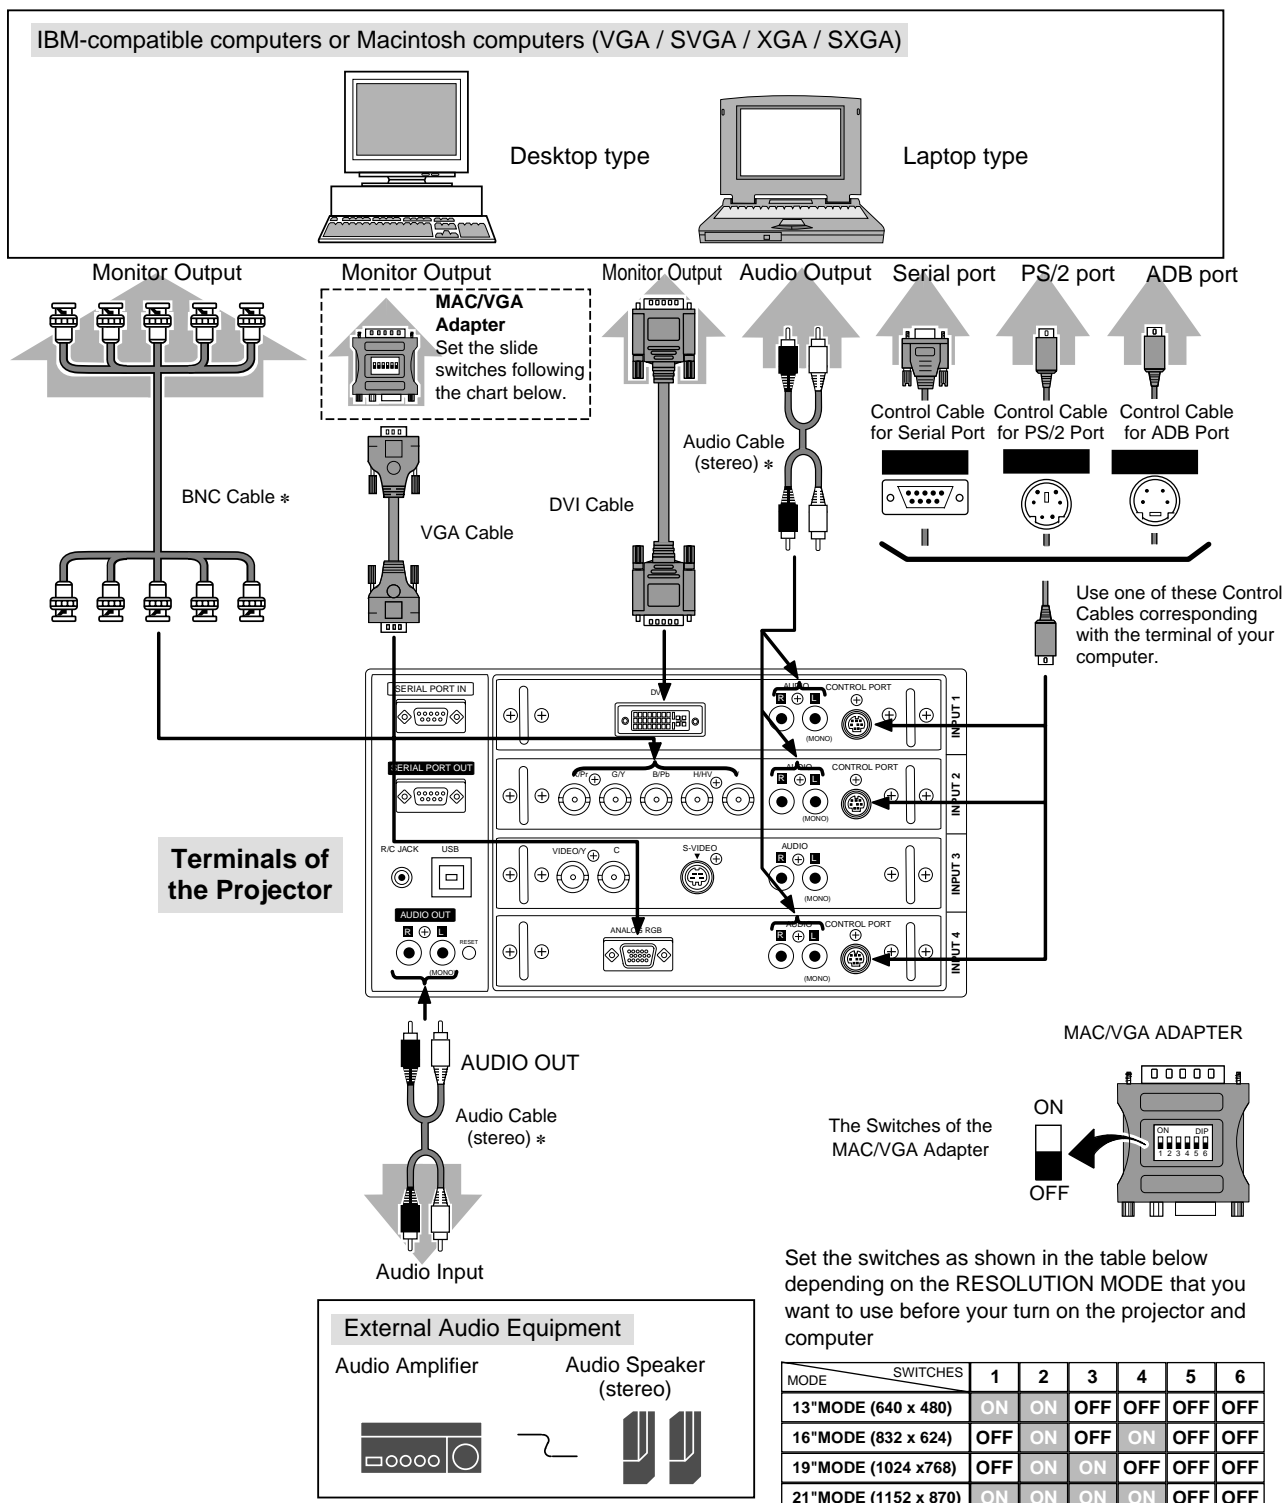 IBM-compatible computers or Macintosh computers (VGA / SVGA / XGA / SXGA)
Desktop type
Laptop type
Monitor Output
Monitor Output
Monitor Output
Audio Output
Serial port
PS/2 port
ADB port
MAC/VGA
Adapter
Set the slide
switches following
the chart below.
Control Cable
for Serial Port
Control Cable
for PS/2 Port
Control Cable
for ADB Port
Audio Cable
(stereo) *
BNC Cable *
DVI Cable
VGA Cable
Use one of these Control
Cables corresponding
with the terminal of your
computer.
SERIAL PORT IN
AUDIO
CONTROL PORT
R L
(MONO)
INPUT 1
SERIAL PORT OUT
G/Y
B/Pb
H/HV
AUDIO
CONTROL PORT
R L
(MONO)
INPUT 2
Terminals of
the Projector
R/C JACK
USB
VIDEO/Y
C
S-VIDEO
AUDIO
R L
(MONO)
INPUT 3
AUDIO OUT
R L
RESET
(MONO)
ANALOG RGB
AUDIO
CONTROL PORT
R L
(MONO)
INPUT 4
AUDIO OUT
Audio Cable
(stereo) *
Audio Input
MAC/VGA ADAPTER
The Switches of the
MAC/VGA Adapter
ON
OFF
ON DIP
1 2 3 4 5 6
Set the switches as shown in the table below
depending on the RESOLUTION MODE that you
want to use before your turn on the projector and
computer
External Audio Equipment
Audio Amplifier
Audio Speaker
(stereo)
MODE SWITCHES 1 2 3 4 5 6
13"MODE (640 x 480) ON ON OFF OFF OFF OFF
16"MODE (832 x 624) OFF ON OFF ON OFF OFF
19"MODE (1024 x768) OFF ON ON OFF OFF OFF
21"MODE (1152 x 870) ON ON ON ON OFF OFF